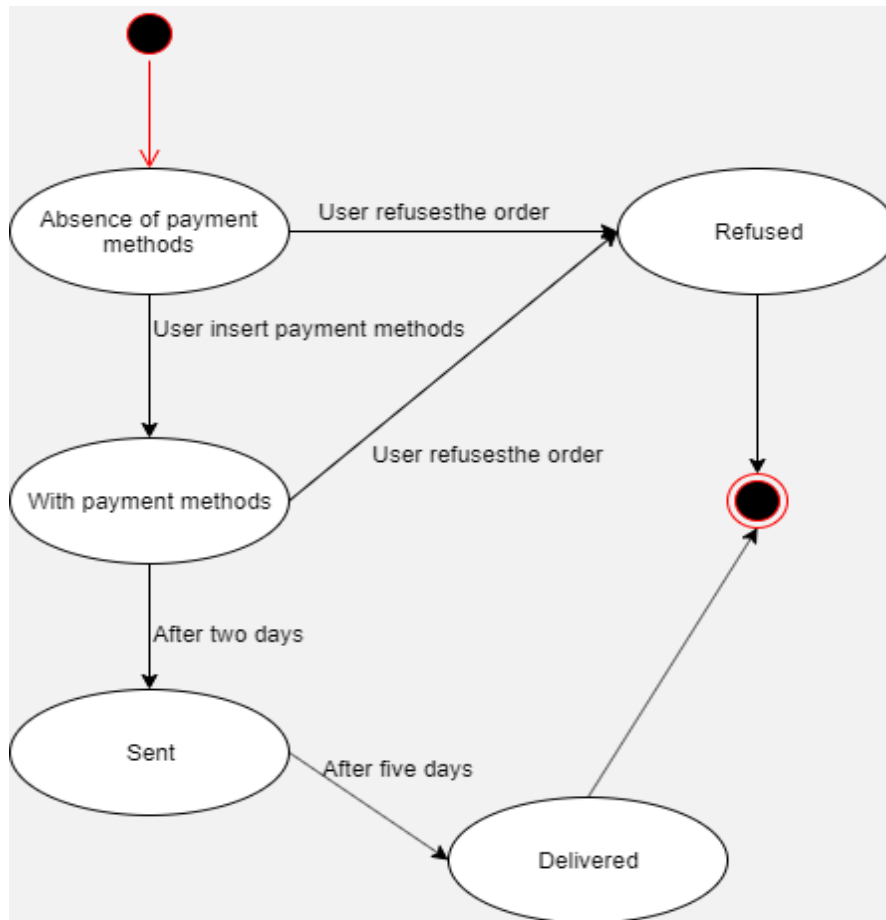 Absence of payment
methods
User refusesthe order
Refused
User insert payment methods
User refusesthe order
With payment methods
After two days
Sent
After five days
Delivered